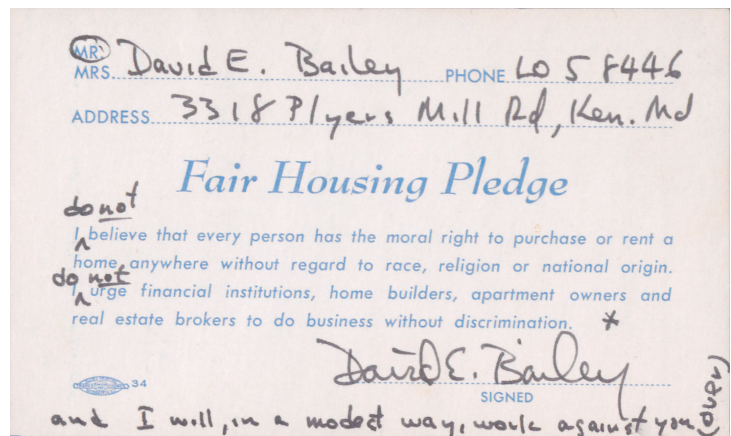 MR
MRS. David E. Bailey PHONE LO 5 8446
ADDRESS 3318 Plyers Mill Rd, Ken. Md
Fair Housing Pledge
do not
I ^ believe that every person has the moral right to purchase or rent a
home anywhere without regard to race, religion or national origin.
do not
I ^ urge financial institutions, home builders, apartment owners and
real estate brokers to do business without discrimination. *
David E. Bailey
34
SIGNED
and I will, in a modest way, work against you (over)